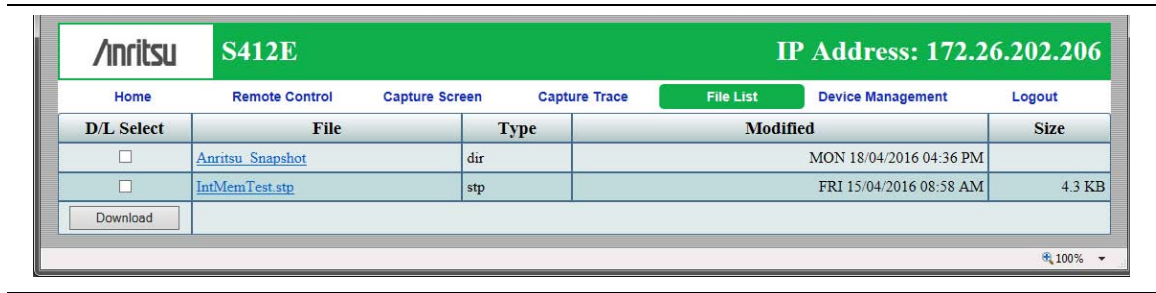 Anritsu S412E IP Address: 172.26.202.206
Home Remote Control Capture Screen Capture Trace File List Device Management Logout
D/L Select File Type Modified Size
Anritsu_Snapshot dir MON 18/04/2016 04:36 PM
IntMemTest.stp stp FRI 15/04/2016 08:58 AM 4.3 KB
Download
100%